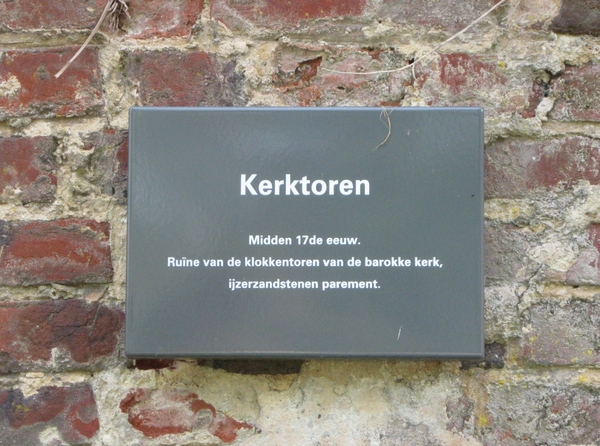 Kerktoren
Midden 17de eeuw.
Ruïne van de klokkentoren van de barokke kerk,
ijzerzandstenen parement.